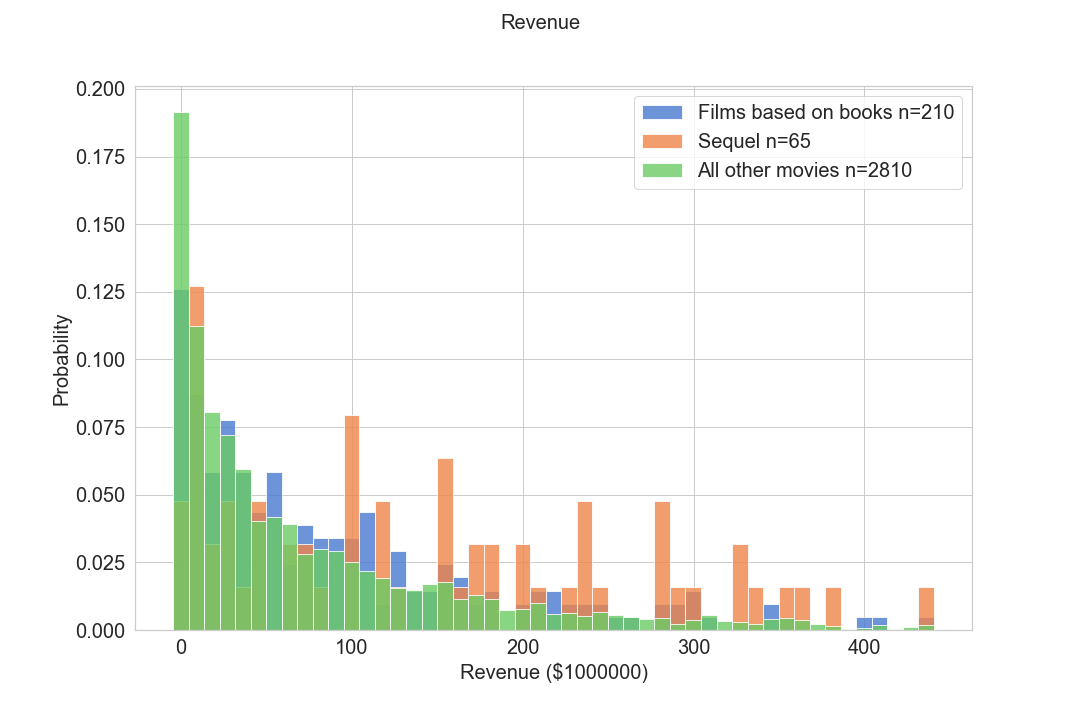 Revenue
Films based on books n=210
Sequel n=65
All other movies n=2810
0.200
0.175
0.150
0.125
0.100
0.075
0.050
0.025
0.000
Probability
0 100 200 300 400
Revenue ($1000000)